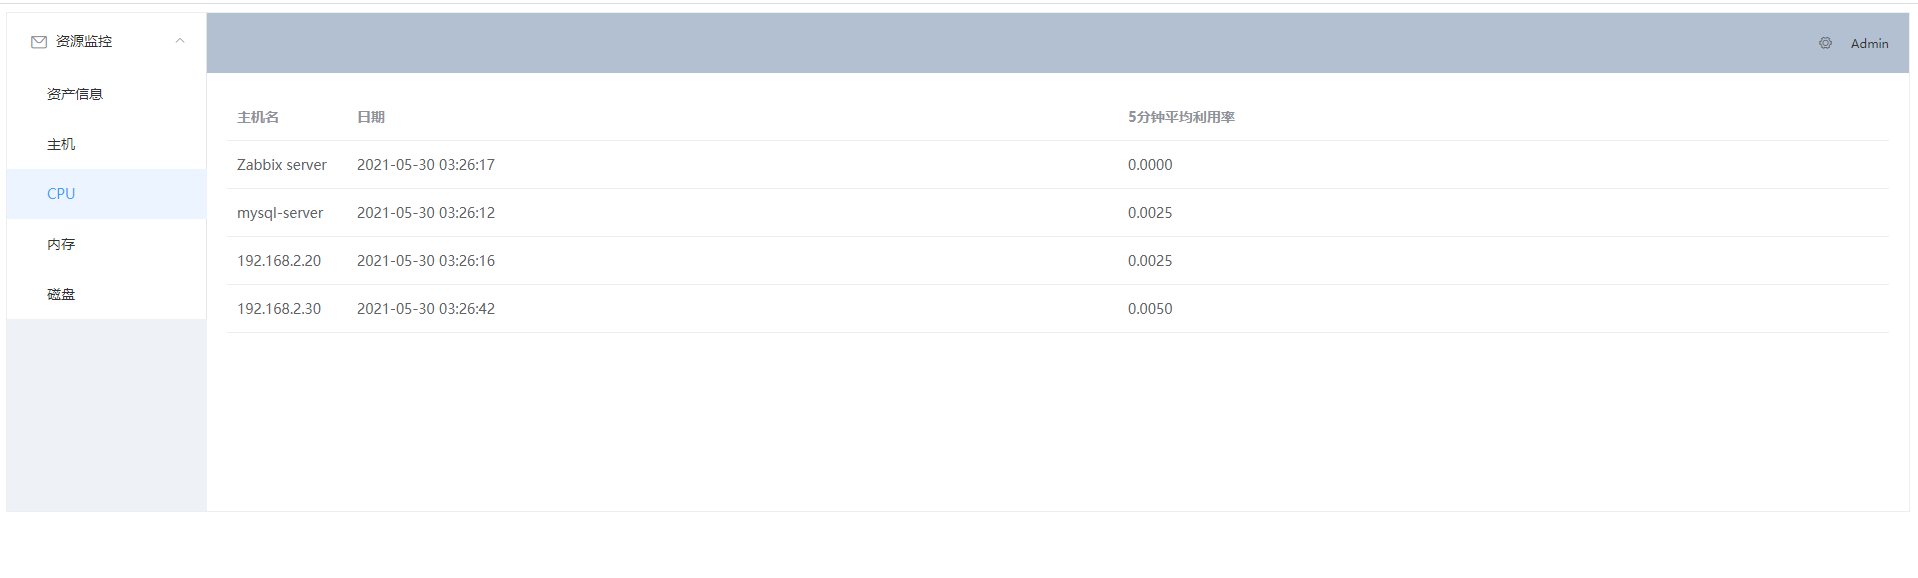 资源监控
资产信息
主机
CPU
内存
磁盘
Admin
主机名 日期 5分钟平均利用率
Zabbix server 2021-05-30 03:26:17 0.0000
mysql-server 2021-05-30 03:26:12 0.0025
192.168.2.20 2021-05-30 03:26:16 0.0025
192.168.2.30 2021-05-30 03:26:42 0.0050